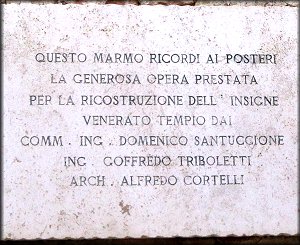 QUESTO MARMO RICORDI AI POSTERI
LA GENEROSA OPERA PRESTATA
PER LA RICOSTRUZIONE DELL' INSIGNE
VENERATO TEMPIO DAI
COMM . ING . DOMENICO SANTUCCIONE
ING . GOFFREDO TRIBOLETTI
ARCH . ALFREDO CORTELLI